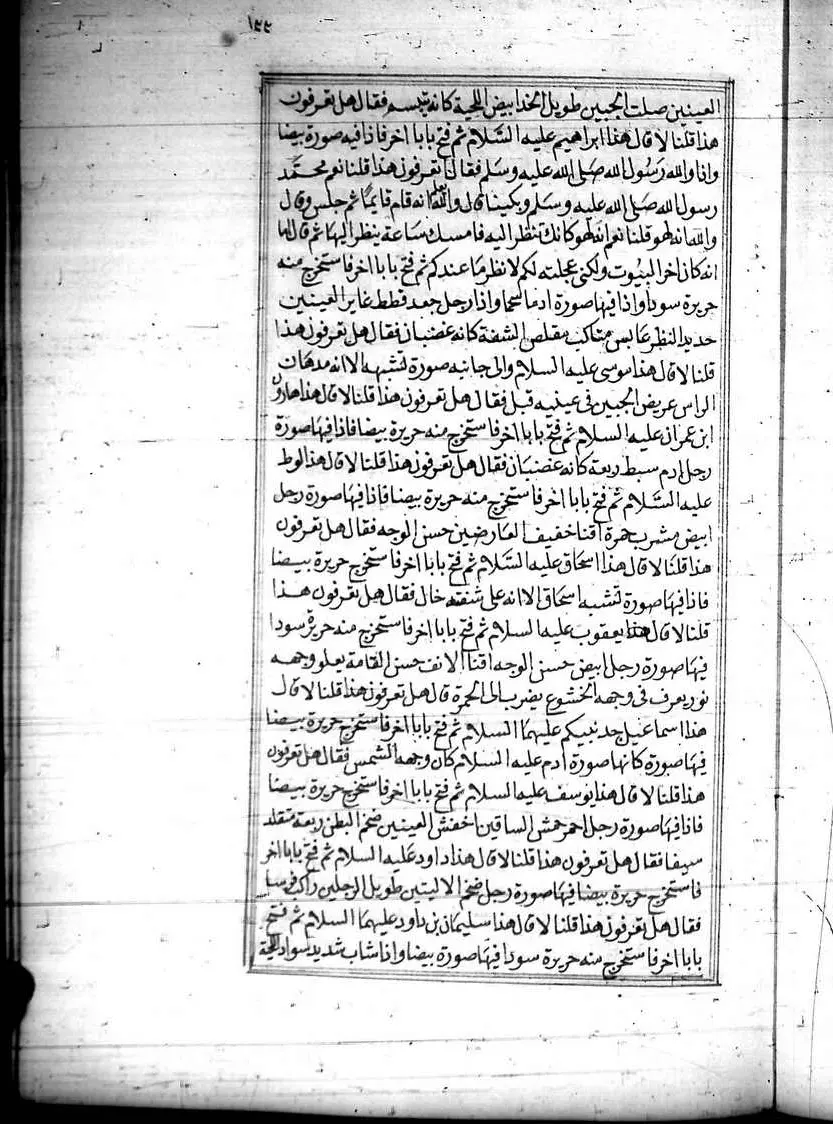 ١٢٢
العينين صلت الجبين طويل الخد ابيض اللحية كانه يتبسم فقال هل تعرفون
هذا قلنا لا قال هذا ابراهيم عليه السلام ثم فتح بابا اخر فاذا فيه صورة بيضا
واذا والله رسول الله صلى الله عليه وسلم فقال تعرفون هذا قلنا نعم محمد
رسول الله صلى الله عليه وسلم وبكينا قال والله انه قام قايما ثم جلس وقال
والله انه لهو قلنا نعم انه لهو كانك تنظر اليه فامسك ساعة ينظر اليها ثم قال اما
انه كان اخر البيوت ولكني عجلته لكم لانظر ما عندكم ثم فتح بابا اخر فاستخرج منه
حريرة سودا واذا فيها صورة ادما سحما واذا رجل جعد قطط غاير العينين
حديد النظر عابس متراكب مقلص الشفة كانه غضبان فقال هل تعرفون هذا
قلنا لا قال هذا موسى عليه السلام والى جانبه صورة تشبهه الا انه مدهان
الراس عريض الجبين في عينيه قبل فقال هل تعرفون هذا قلنا لا قال هذا هارون
ابن عمران عليه السلام ثم فتح بابا اخر فاستخرج منه حريرة بيضا فاذا فيها صورة
رجل ادم سبط ربعة كانه غضبان فقال هل تعرفون هذا قلنا لا قال هذا لوط
عليه السلام ثم فتح بابا اخر فاستخرج منه حريرة بيضا فاذا فيها صورة رجل
ابيض مشرب حمرة اقنا خفيف العارضين حسن الوجه فقال هل تعرفون
هذا قلنا لا قال هذا اسحاق عليه السلام ثم فتح بابا اخر فاستخرج حريرة بيضا
فاذا فيها صورة تشبه اسحاق الا انه على شفته خال فقال هل تعرفون هذا
قلنا لا قال هذا يعقوب عليه السلام ثم فتح بابا اخر فاستخرج منه حريرة سودا
فيها صورة رجل ابيض حسن الوجه اقنا الانف حسن القامة يعلو وجهه
نور يعرف في وجهه الخشوع يضرب الى الحمرة قال هل تعرفون هذا قلنا لا قال
هذا اسماعيل جد نبيكم عليهما السلام ثم فتح بابا اخر فاستخرج حريرة بيضا
فيها صورة كانها صورة ادم عليه السلام كان وجهه الشمس فقال هل تعرفون
هذا قلنا لا قال هذا يوسف عليه السلام ثم فتح بابا اخر فاستخرج حريرة بيضا
فاذا فيها صورة رجل احمر حمش الساقين اخفش العينين ضخم البطن ربعة متقلد
سيفا فقال هل تعرفون هذا قلنا لا قال هذا داود عليه السلام ثم فتح بابا اخر
فاستخرج حريرة بيضا فيها صورة رجل ضخم الاليتين طويل الرجلين راكب فرسا
فقال هل تعرفون هذا قلنا لا قال هذا سليمان بن داود عليهما السلام ثم فتح
بابا اخر فاستخرج منه حريرة سودا فيها صورة بيضا واذا شاب شديد سواد اللحية